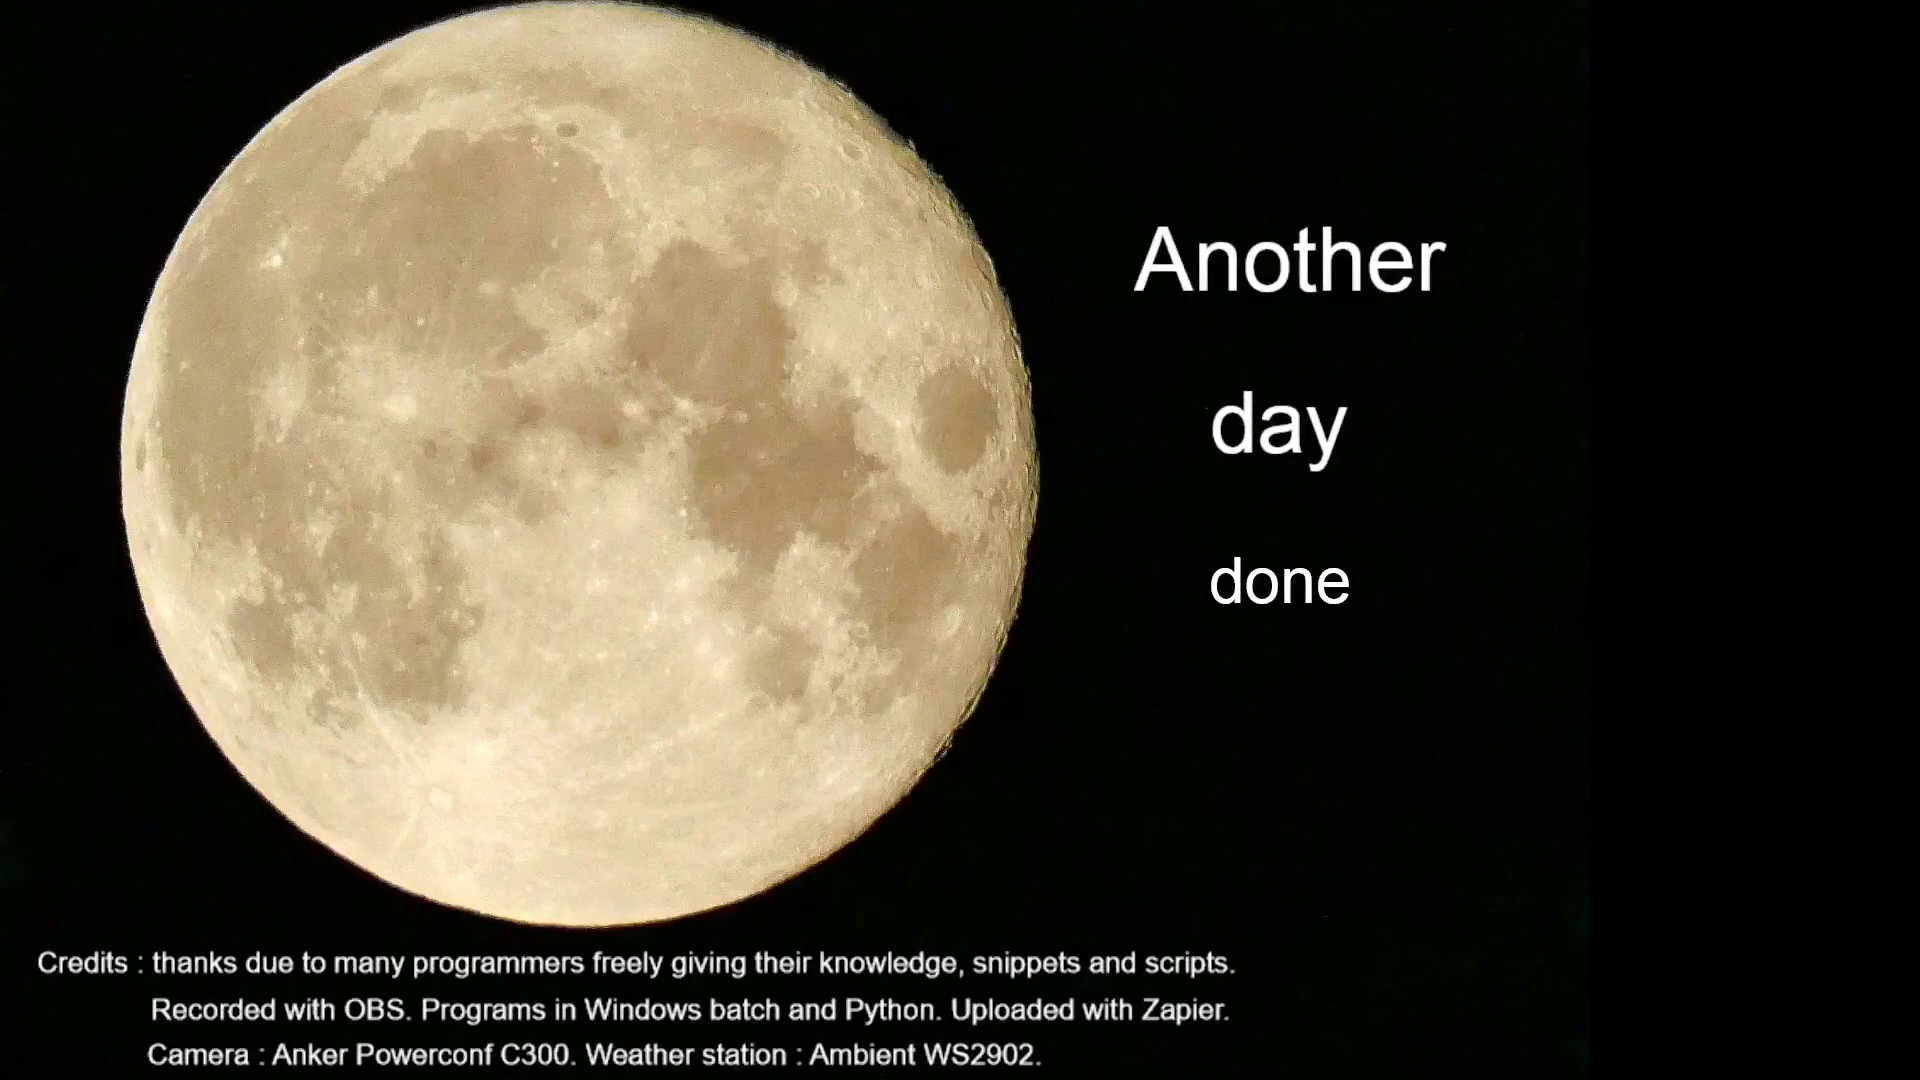 Another
day
done
Credits : thanks due to many programmers freely giving their knowledge, snippets and scripts.
Recorded with OBS. Programs in Windows batch and Python. Uploaded with Zapier.
Camera : Anker Powerconf C300. Weather station : Ambient WS2902.